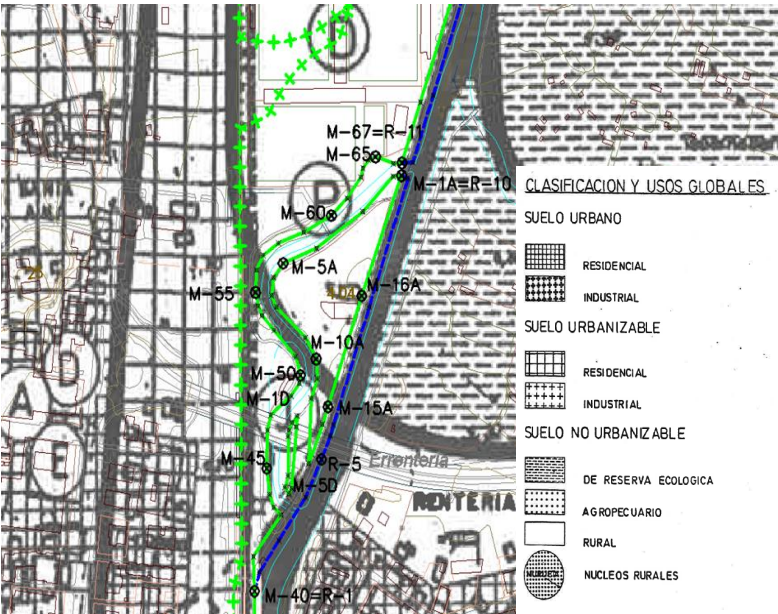 D
M-67=R-11
M-65
M-1A=R-10
P
M-60
M-5A
M-55
M-16A
M-10A
M-50
M-1D
M-15A
A
E
M-45
R-5
Errenteria
M-5D
RENTERIA
M-40=R-1
CLASIFICACION Y USOS GLOBALES
SUELO URBANO
RESIDENCIAL
INDUSTRIAL
SUELO URBANIZABLE
RESIDENCIAL
INDUSTRIAL
SUELO NO URBANIZABLE
DE RESERVA ECOLOGICA
AGROPECUARIO
RURAL
NUCLEOS RURALES